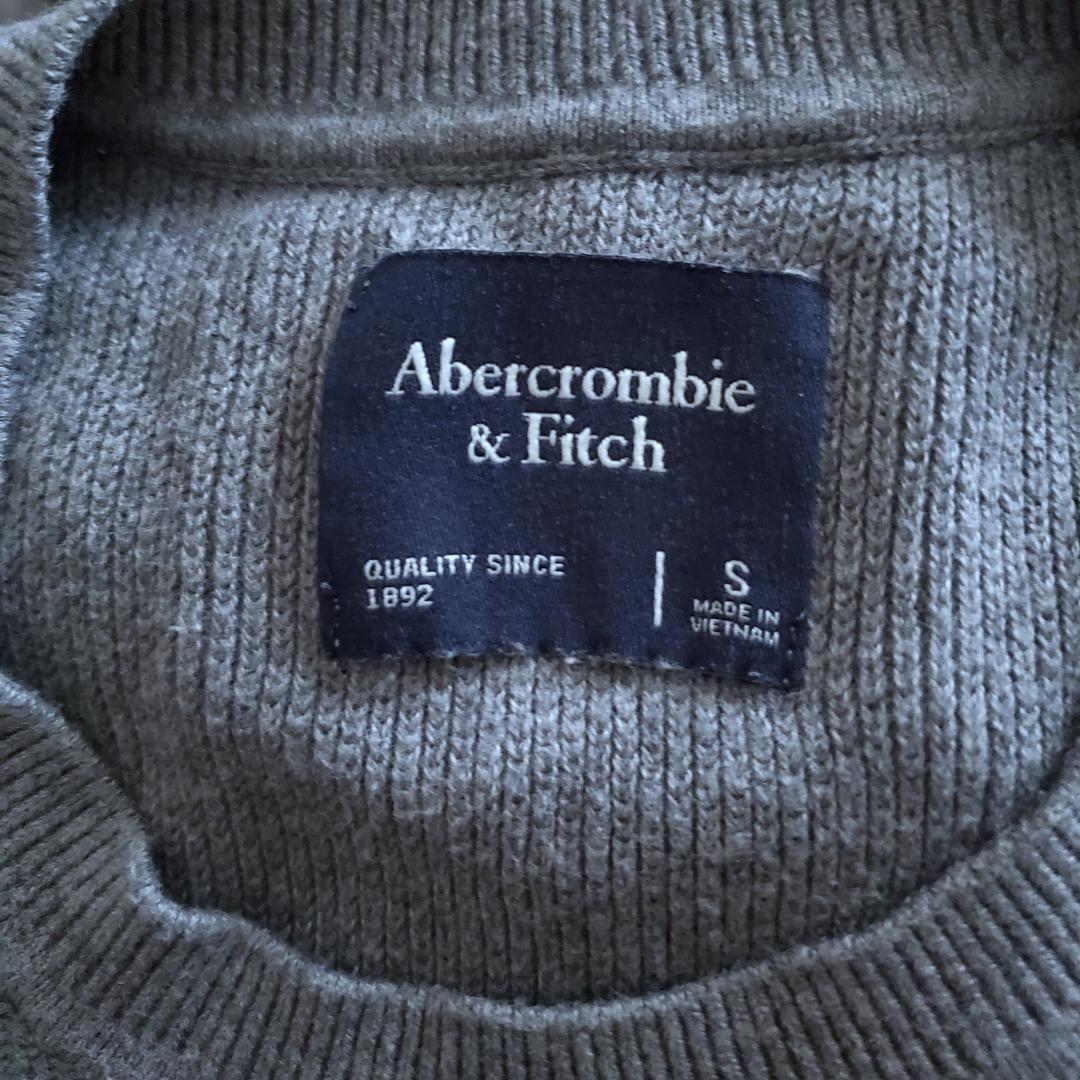 Abercrombie
& Fitch
QUALITY SINCE
1892
S
MADE IN
VIETNAM